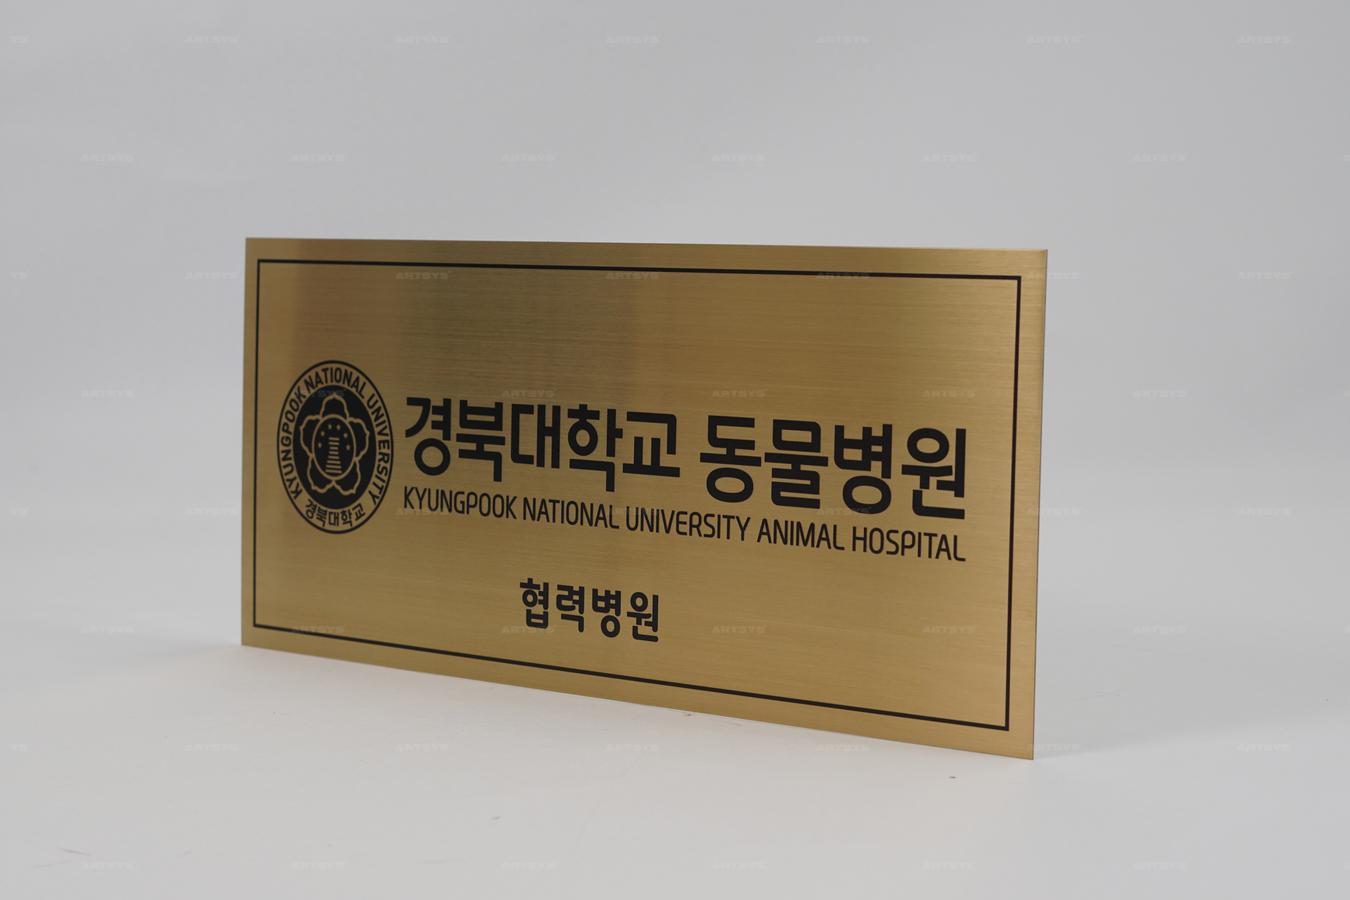 KYUNGPOOK NATIONAL UNIVERSITY
경북대학교
경북대학교 동물병원
KYUNGPOOK NATIONAL UNIVERSITY ANIMAL HOSPITAL
협력병원
ARTSYS